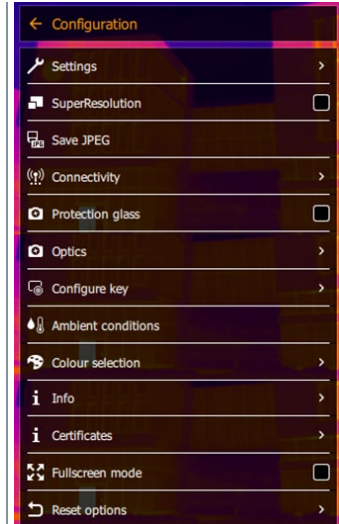 Configuration
Settings
SuperResolution
JPG
Save JPEG
Connectivity
Protection glass
Optics
Configure key
Ambient conditions
Colour selection
Info
Certificates
Fullscreen mode
Reset options